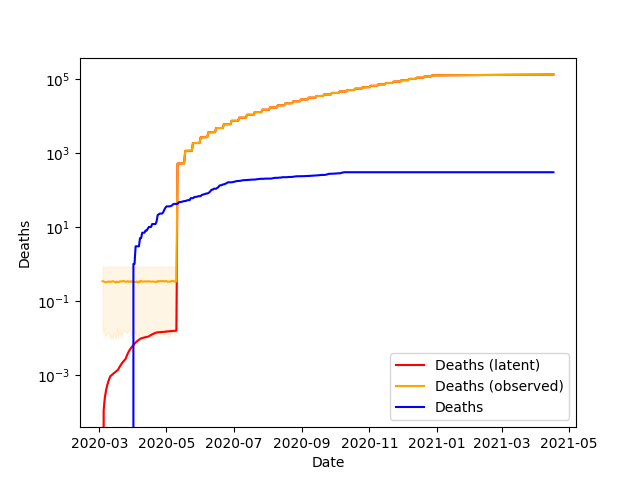 10^5
10^3
10^1
10^-1
10^-3
Deaths
2020-03 2020-05 2020-07 2020-09 2020-11 2021-01 2021-03 2021-05
Date
Deaths (latent)
Deaths (observed)
Deaths